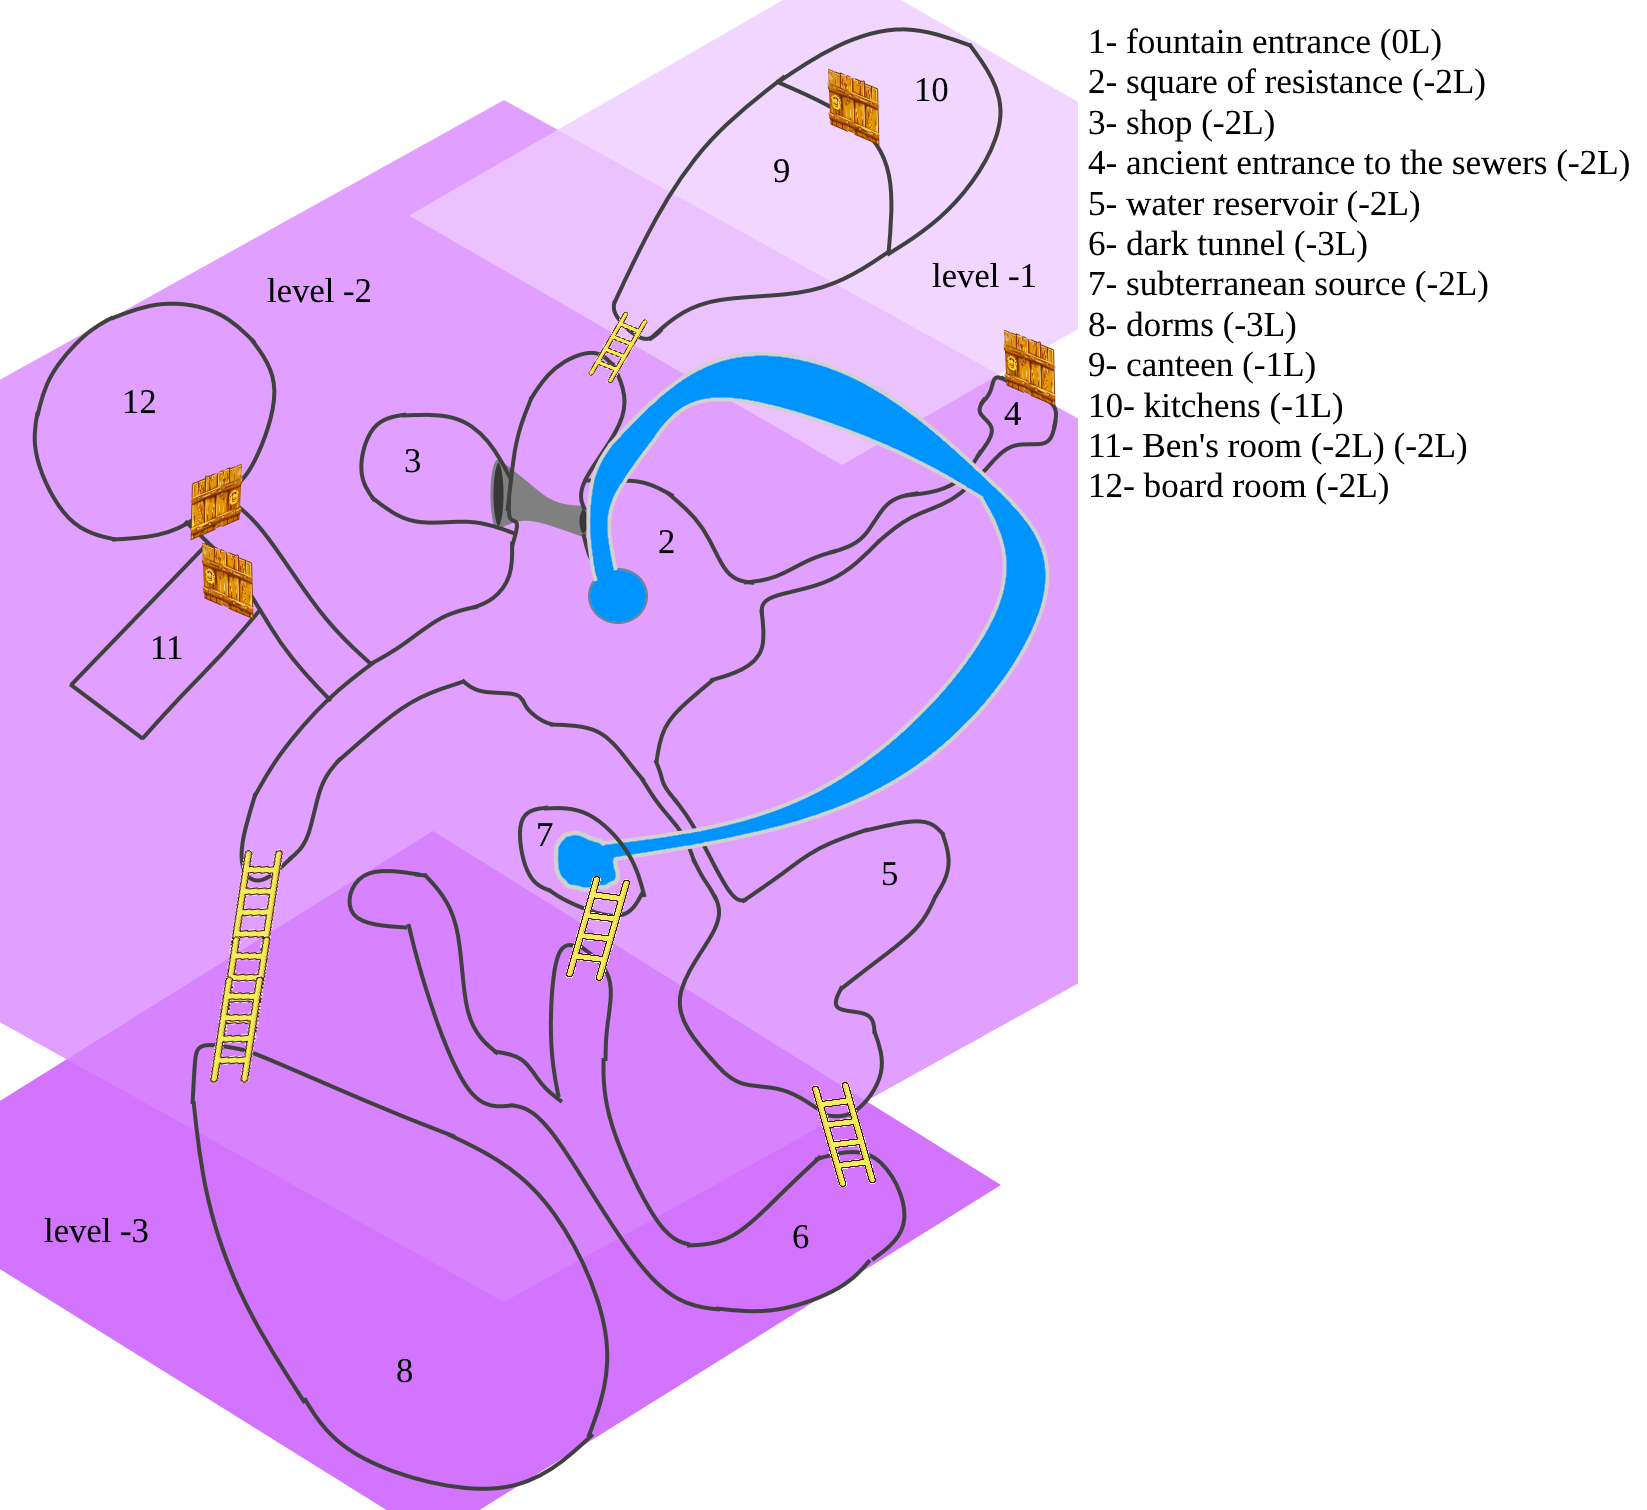 1- fountain entrance (0L)
2- square of resistance (-2L)
3- shop (-2L)
4- ancient entrance to the sewers (-2L)
5- water reservoir (-2L)
6- dark tunnel (-3L)
7- subterranean source (-2L)
8- dorms (-3L)
9- canteen (-1L)
10- kitchens (-1L)
11- Ben's room (-2L) (-2L)
12- board room (-2L)
10
9
level -1
level -2
12
4
3
2
11
7
5
level -3
6
8